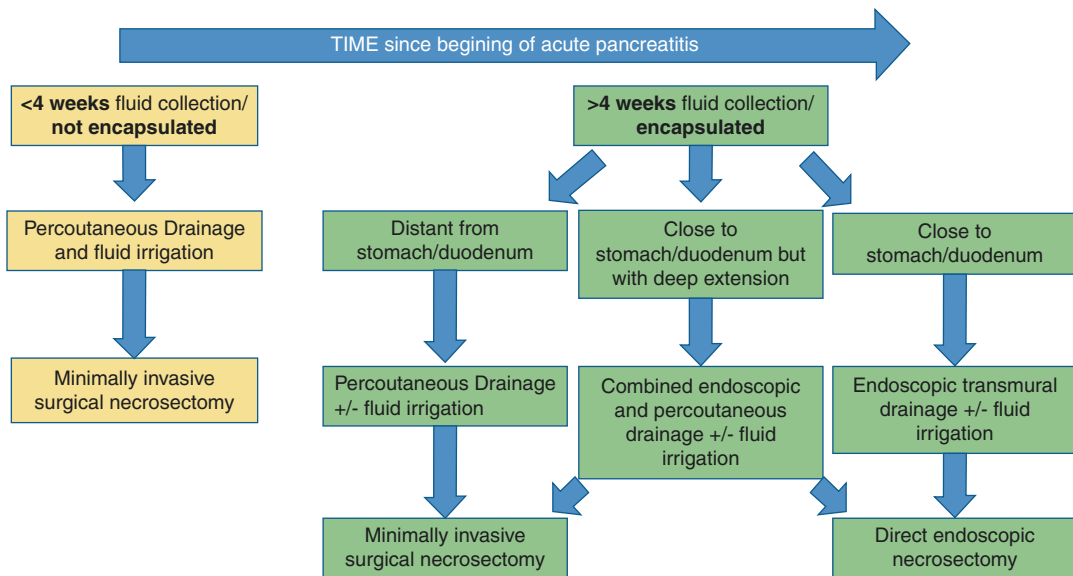 TIME since begining of acute pancreatitis
<4 weeks fluid collection/
not encapsulated
>4 weeks fluid collection/
encapsulated
Percoutaneous Drainage
and fluid irrigation
Distant from
stomach/duodenum
Close to
stomach/duodenum but
with deep extension
Close to
stomach/duodenum
Minimally invasive
surgical necrosectomy
Percoutaneous Drainage
+/- fluid irrigation
Combined endoscopic
and percoutaneous
drainage +/- fluid
irrigation
Endoscopic transmural
drainage +/- fluid
irrigation
Minimally invasive
surgical necrosectomy
Direct endoscopic
necrosectomy